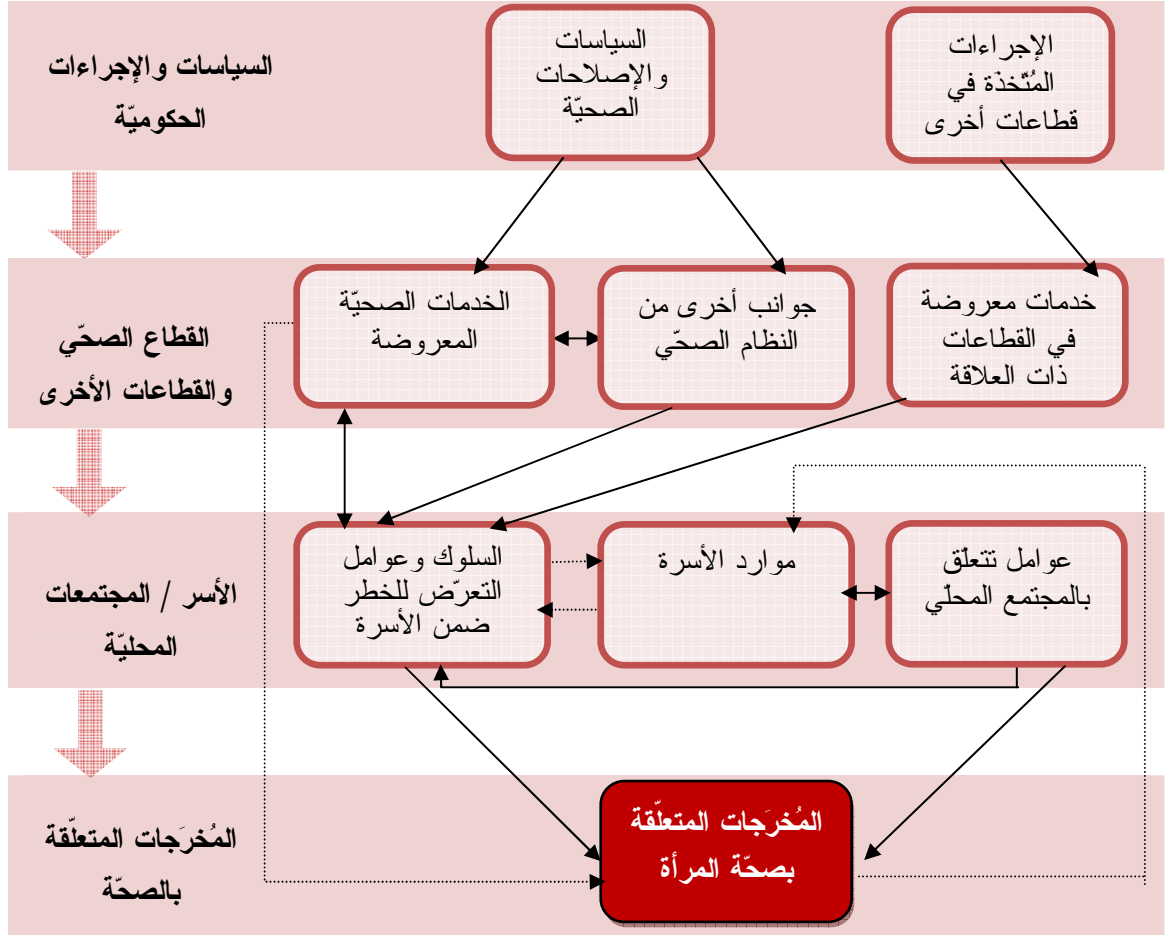 السياسات والإجراءات
الحكوميّة
السياسات
والإصلاحات
الصحيّة
الإجراءات
المُتّخذَة في
قطاعات أخرى
القطاع الصحّي
والقطاعات الأخرى
الخدمات الصحيّة
المعروضة
جوانب أخرى من
النظام الصحّي
خدمات معروضة
في القطاعات
ذات العلاقة
الأسر / المجتمعات
المحليّة
السلوك وعوامل
التعرّض للخطر
ضمن الأسرة
موارد الأسرة
عوامل تتعلّق
بالمجتمع المحلّي
المُخرَجات المتعلّقة
بالصحّة
المُخرَجات المتعلّقة
بصحّة المرأة